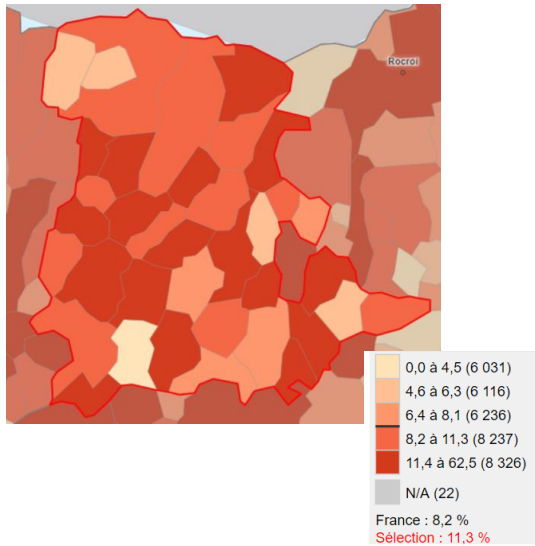 Rocroi
0,0 à 4,5 (6 031)
4,6 à 6,3 (6 116)
6,4 à 8,1 (6 236)
8,2 à 11,3 (8 237)
11,4 à 62,5 (8 326)
N/A (22)
France : 8,2 %
Sélection : 11,3 %